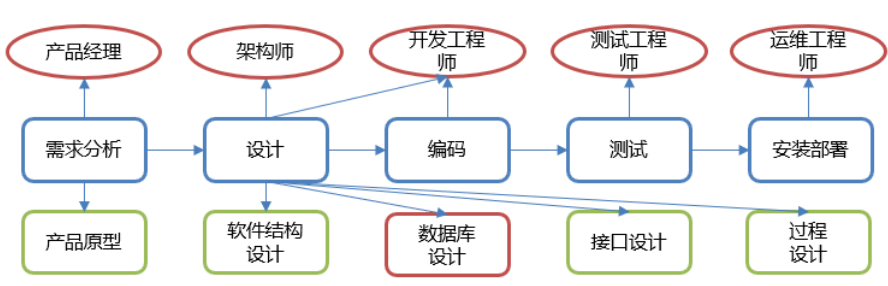 产品经理
架构师
开发工程
师
测试工程
师
运维工程
师
需求分析
设计
编码
测试
安装部署
产品原型
软件结构
设计
数据库
设计
接口设计
过程
设计